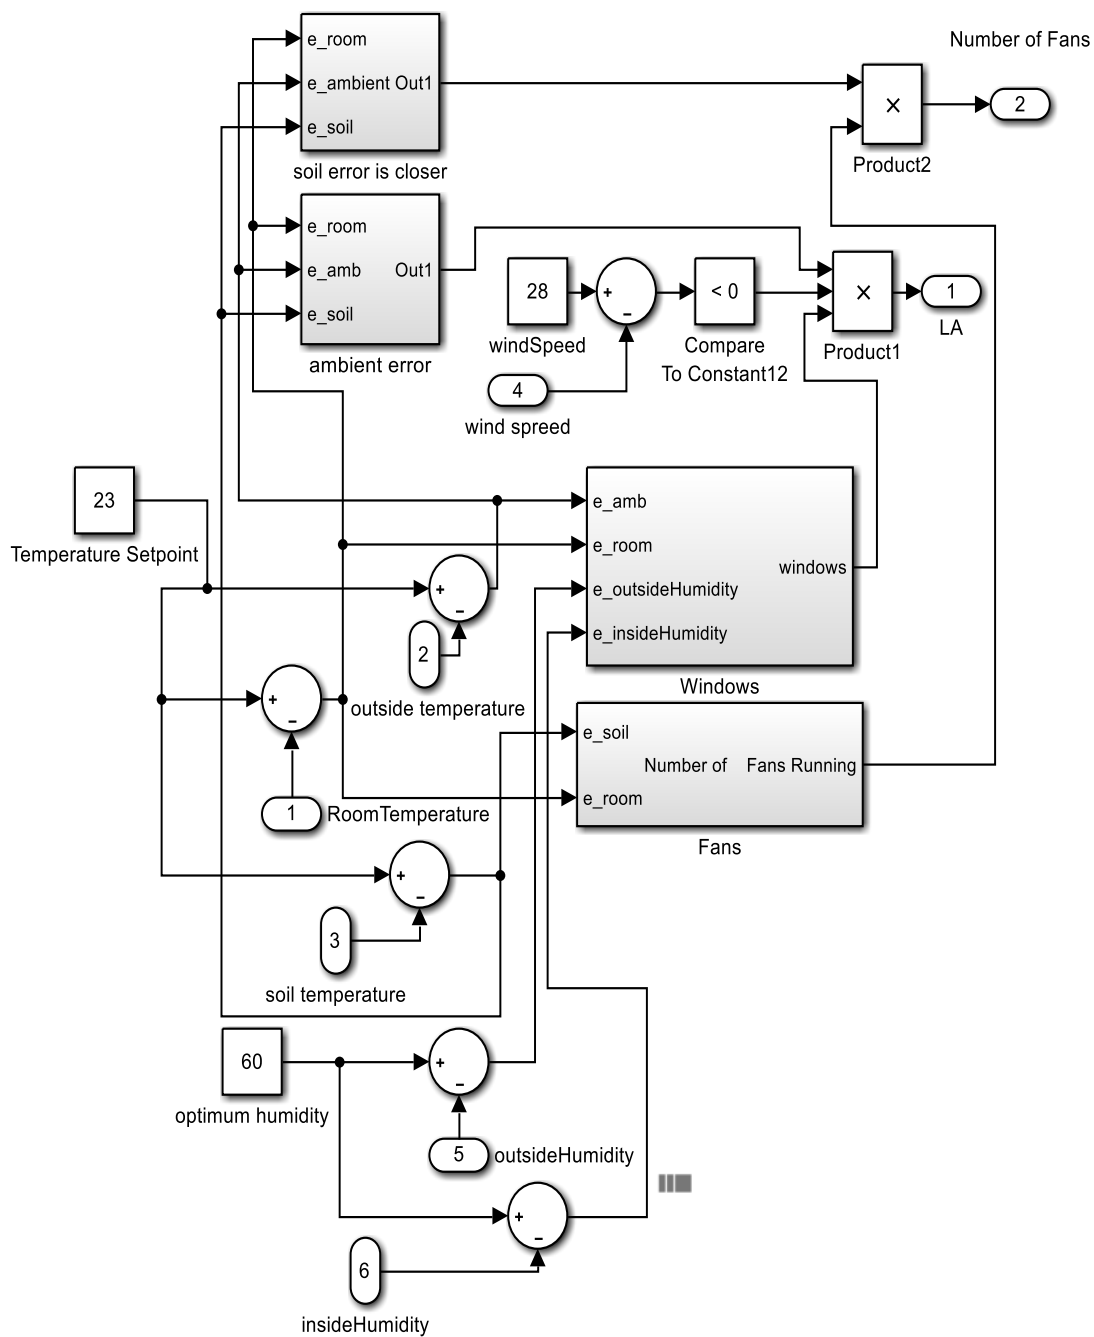 Number of Fans
e_room
e_ambient Out1
e_soil
soil error is closer
×
Product2
2
e_room
e_amb Out1
e_soil
ambient error
28
windSpeed
+
−
< 0
Compare
To Constant12
×
Product1
1
LA
4
wind spreed
23
Temperature Setpoint
e_amb
e_room
windows
e_outsideHumidity
e_insideHumidity
Windows
+
−
2
outside temperature
+
−
1
RoomTemperature
e_soil
Number of Fans Running
e_room
Fans
+
−
3
soil temperature
60
optimum humidity
+
−
5
outsideHumidity
+
−
6
insideHumidity